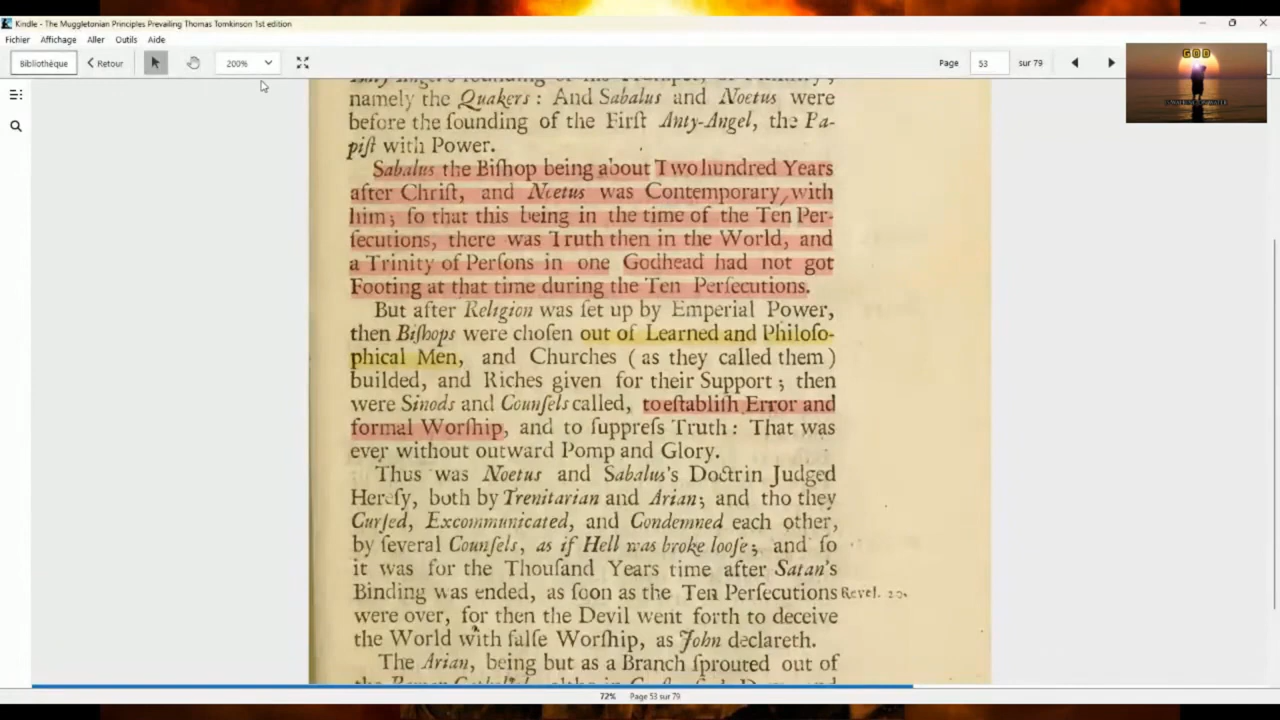 Kindle - The Muggletonian Principles Prevailing Thomas Tomkinson 1st edition
Fichier Affichage Aller Outils Aide
Bibliothèque Retour 200% Page 53 sur 79
GOD
namely the Quakers : And Sabalus and Noetus were
before the ſounding of the Firſt Anty-Angel, the Pa-
piſt with Power.
Sabalus the Biſhop being about Two hundred Years
after Chriſt, and Noetus was Contemporary with
him; ſo that this being in the time of the Ten Per-
ſecutions, there was Truth then in the World, and
a Trinity of Perſons in one Godhead had not got
Footing at that time during the Ten Perſecutions.
But after Religion was ſet up by Emperial Power,
then Biſhops were choſen out of Learned and Philoſo-
phical Men, and Churches ( as they called them )
builded, and Riches given for their Support ; then
were Sinods and Counſels called, to eſtabliſh Error and
formal Worſhip, and to ſuppreſs Truth : That was
ever without outward Pomp and Glory.
Thus was Noetus and Sabalus's Doctrin Judged
Hereſy, both by Trenitarian and Arian; and tho they
Curſed, Excommunicated, and Condemned each other,
by ſeveral Counſels, as if Hell was broke looſe; and ſo
it was for the Thouſand Years time after Satan's
Binding was ended, as ſoon as the Ten Perſecutions Revel. 20.
were over, for then the Devil went forth to deceive
the World with falſe Worſhip, as John declareth.
The Arian, being but as a Branch ſprouted out of
72% Page 53 sur 79